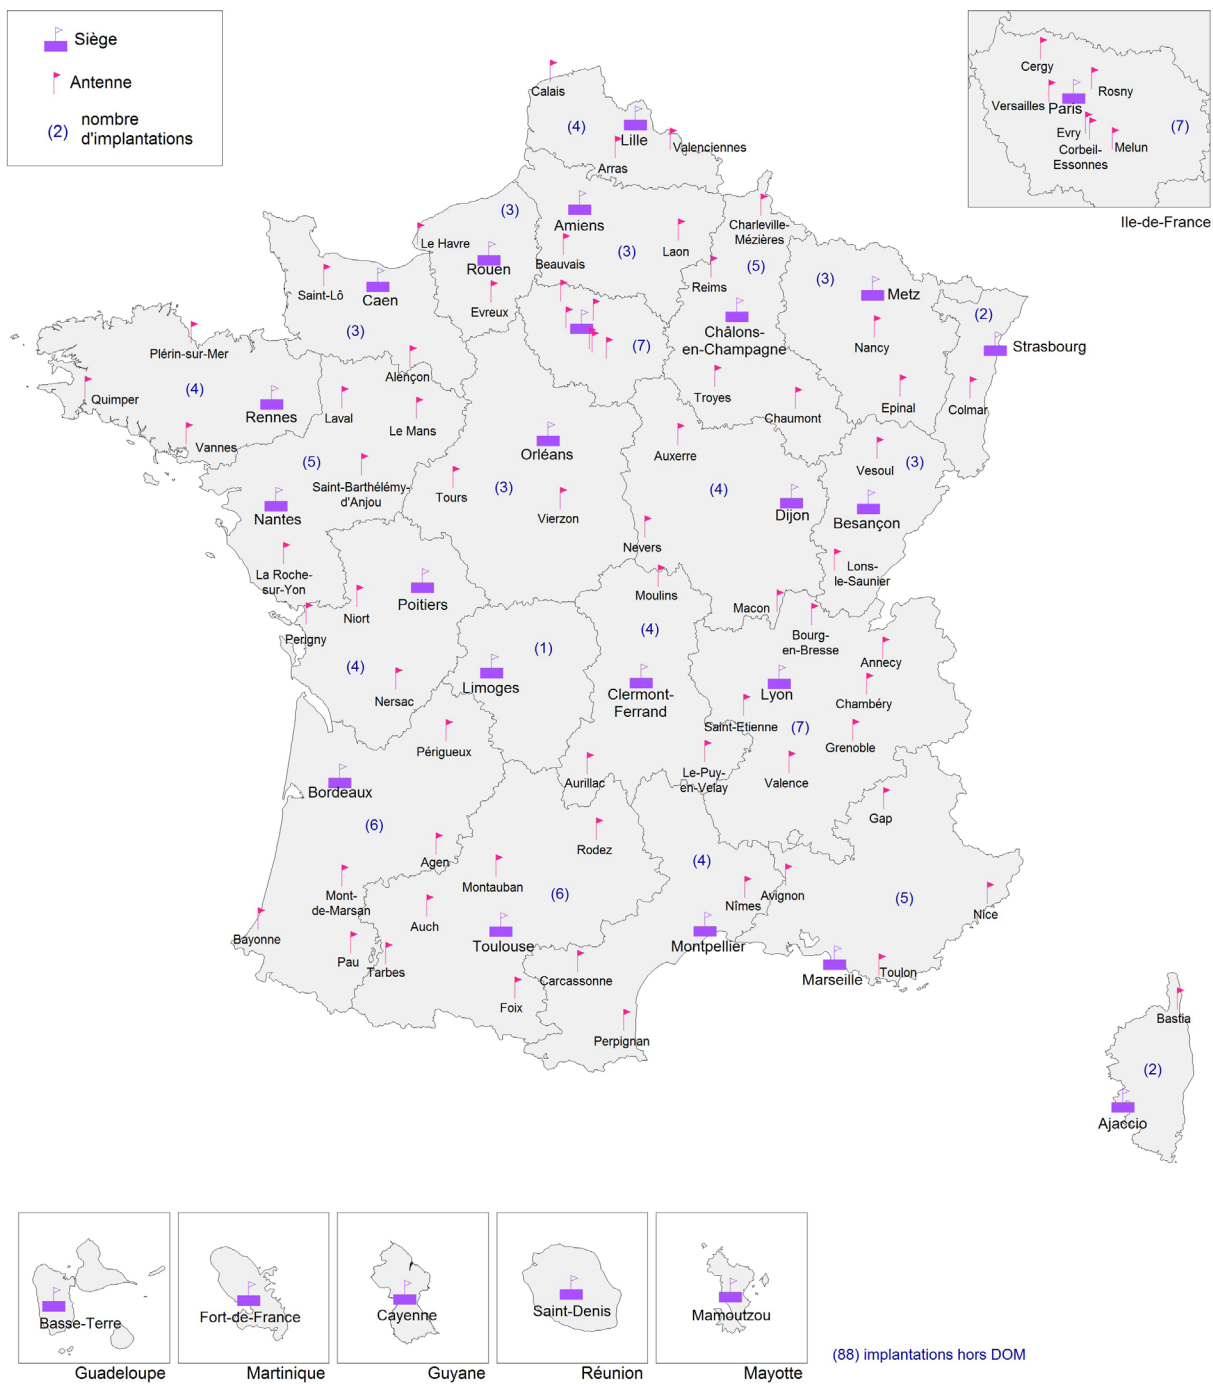 Siège
Antenne
(2) nombre
d'implantations
Cergy
Rosny
Versailles
Paris
Evry
Corbeil-
Essonnes
Melun
(7)
Ile-de-France
Calais
(4)
Lille
Valenciennes
Arras
(3)
Amiens
Charleville-
Mézières
Le Havre
Laon
Beauvais
(3)
Rouen
(5)
(3)
Reims
Metz
Saint-Lô
Caen
Evreux
(2)
(3)
Châlons-
en-Champagne
Nancy
Strasbourg
(7)
Plérin-sur-Mer
Alençon
(4)
Quimper
Rennes
Laval
Le Mans
Troyes
Chaumont
Epinal
Colmar
Vannes
Orléans
Auxerre
Vesoul
(3)
(5)
Saint-Barthélémy-
d'Anjou
Tours
(3)
(4)
Nantes
Vierzon
Dijon
Besançon
Nevers
La Roche-
sur-Yon
Lons-
le-Saunier
Poitiers
Moulins
Niort
Macon
Perigny
(4)
Bourg-
en-Bresse
(1)
Annecy
(4)
Limoges
Clermont-
Ferrand
Lyon
Nersac
Chambéry
Saint-Etienne
(7)
Périgueux
Grenoble
Aurillac
Le-Puy-
en-Velay
Valence
Bordeaux
Gap
(6)
Rodez
Agen
Montauban
(4)
Mont-
de-Marsan
(6)
Nîmes
Avignon
(5)
Nice
Auch
Bayonne
Toulouse
Montpellier
Pau
Tarbes
Carcassonne
Marseille
Toulon
Foix
Perpignan
Bastia
(2)
Ajaccio
Basse-Terre
Fort-de-France
Cayenne
Saint-Denis
Mamoutzou
Guadeloupe
Martinique
Guyane
Réunion
Mayotte
(88) implantations hors DOM